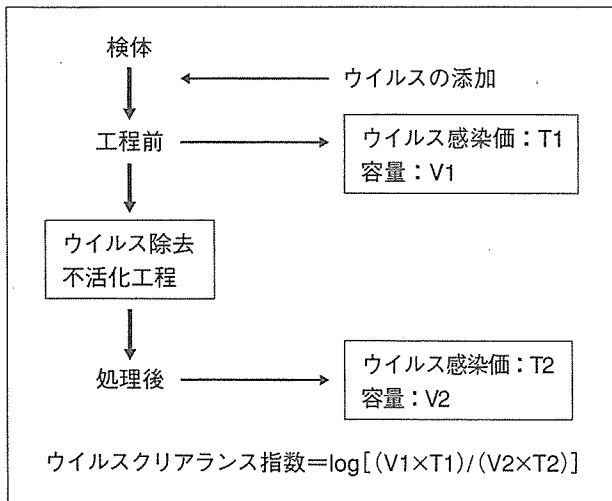 検体
ウイルスの添加
工程前
ウイルス感染価：T1
容量：V1
ウイルス除去
不活化工程
処理後
ウイルス感染価：T2
容量：V2
ウイルスクリアランス指数＝log[(V1×T1)/(V2×T2)]